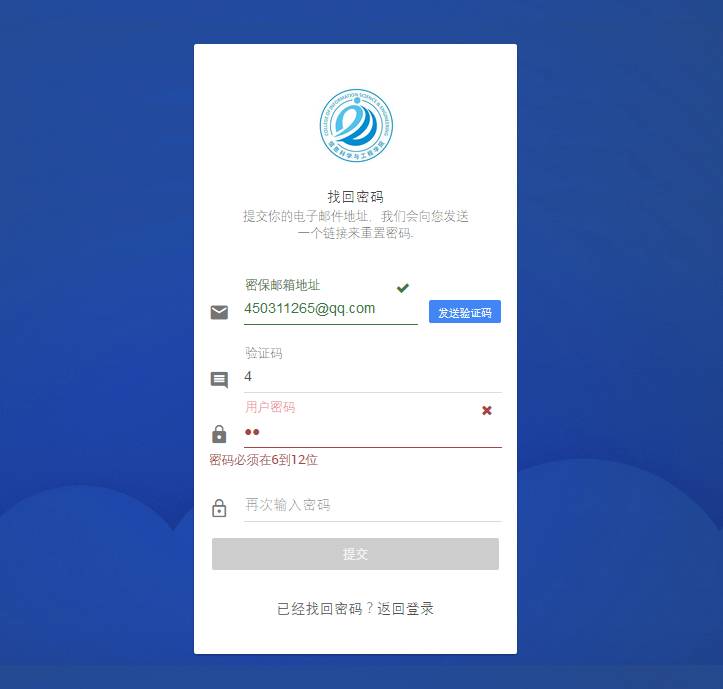 COLLEGE OF INFORMATION SCIENCE & ENGINEERING
信息科学与工程学院
找回密码
提交你的电子邮件地址，我们会向您发送
一个链接来重置密码.
密保邮箱地址
450311265@qq.com
发送验证码
验证码
4
用户密码
密码必须在6到12位
再次输入密码
提交
已经找回密码？返回登录